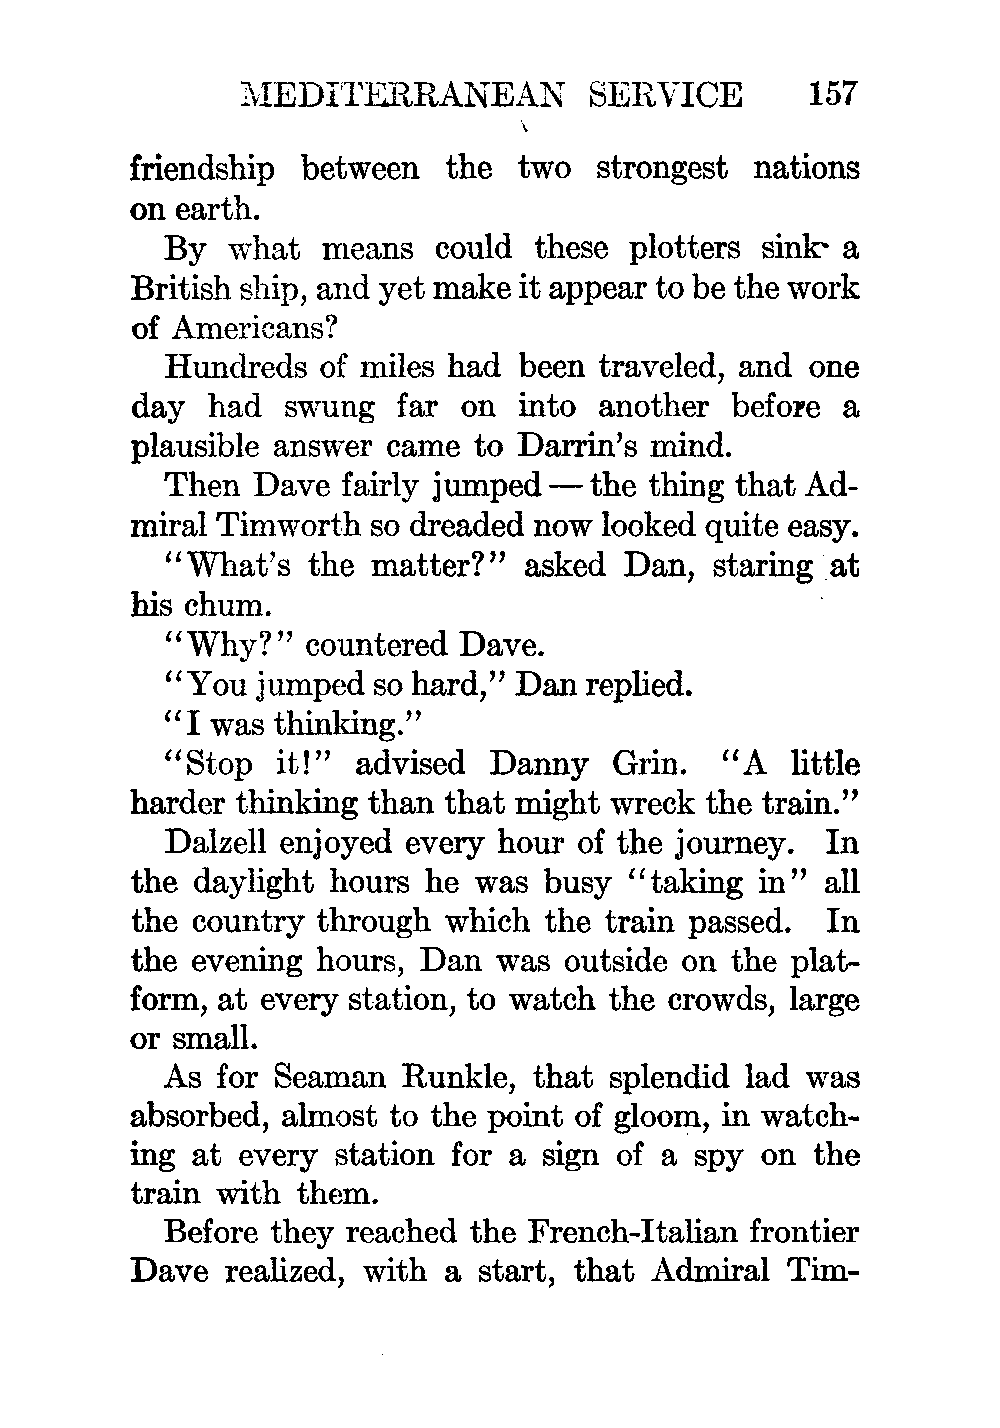 MEDITERRANEAN SERVICE 157
friendship between the two strongest nations
on earth.
By what means could these plotters sink a
British ship, and yet make it appear to be the work
of Americans?
Hundreds of miles had been traveled, and one
day had swung far on into another before a
plausible answer came to Darrin's mind.
Then Dave fairly jumped — the thing that Ad-
miral Timworth so dreaded now looked quite easy.
"What's the matter?" asked Dan, staring at
his chum.
"Why?" countered Dave.
"You jumped so hard," Dan replied.
"I was thinking."
"Stop it!" advised Danny Grin. "A little
harder thinking than that might wreck the train."
Dalzell enjoyed every hour of the journey. In
the daylight hours he was busy "taking in" all
the country through which the train passed. In
the evening hours, Dan was outside on the plat-
form, at every station, to watch the crowds, large
or small.
As for Seaman Runkle, that splendid lad was
absorbed, almost to the point of gloom, in watch-
ing at every station for a sign of a spy on the
train with them.
Before they reached the French-Italian frontier
Dave realized, with a start, that Admiral Tim-